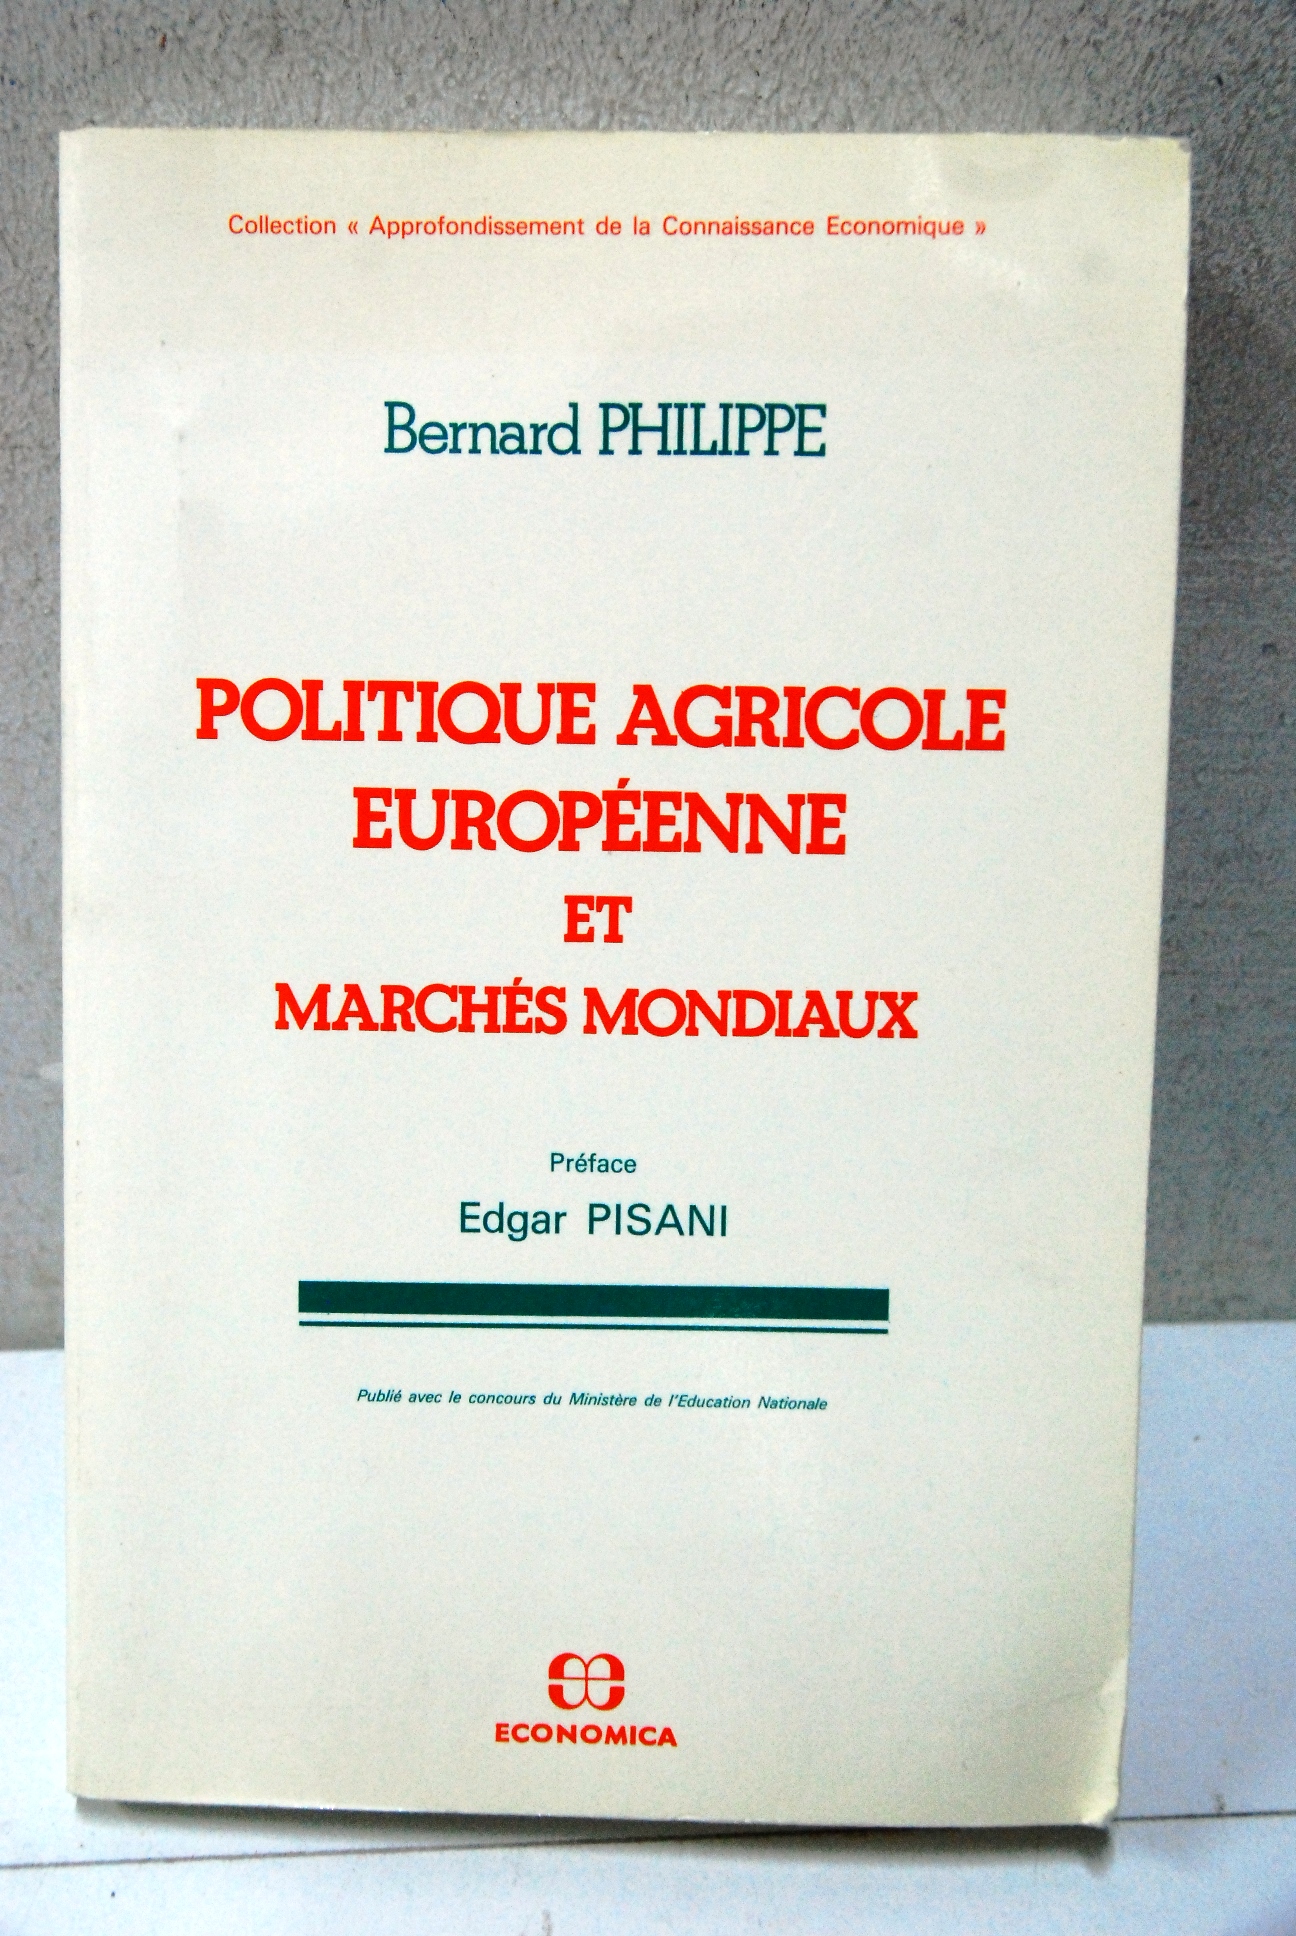 Collection « Approfondissement de la Connaissance Economique »
Bernard PHILIPPE
POLITIQUE AGRICOLE
EUROPÉENNE
ET
MARCHÉS MONDIAUX
Préface
Edgar PISANI
Publié avec le concours du Ministère de l'Education Nationale
ECONOMICA